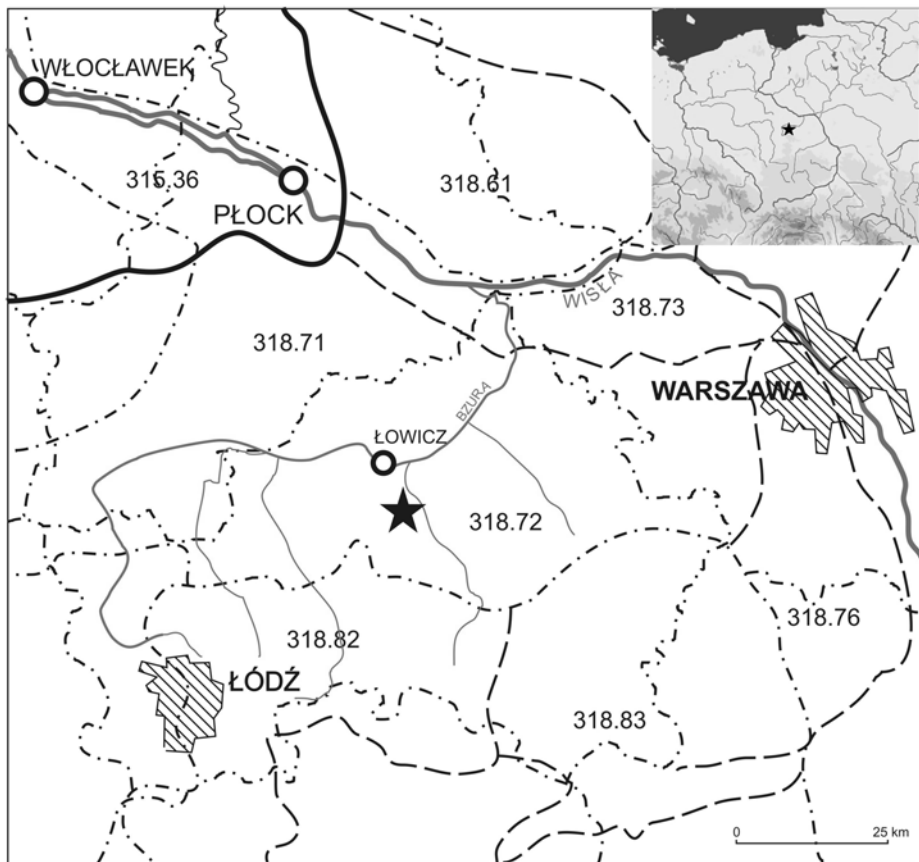 WŁOCŁAWEK
315.36
PŁOCK
318.61
WISŁA
318.73
318.71
WARSZAWA
BZURA
ŁOWICZ
318.72
318.76
318.82
ŁÓDŹ
318.83
0 25 km